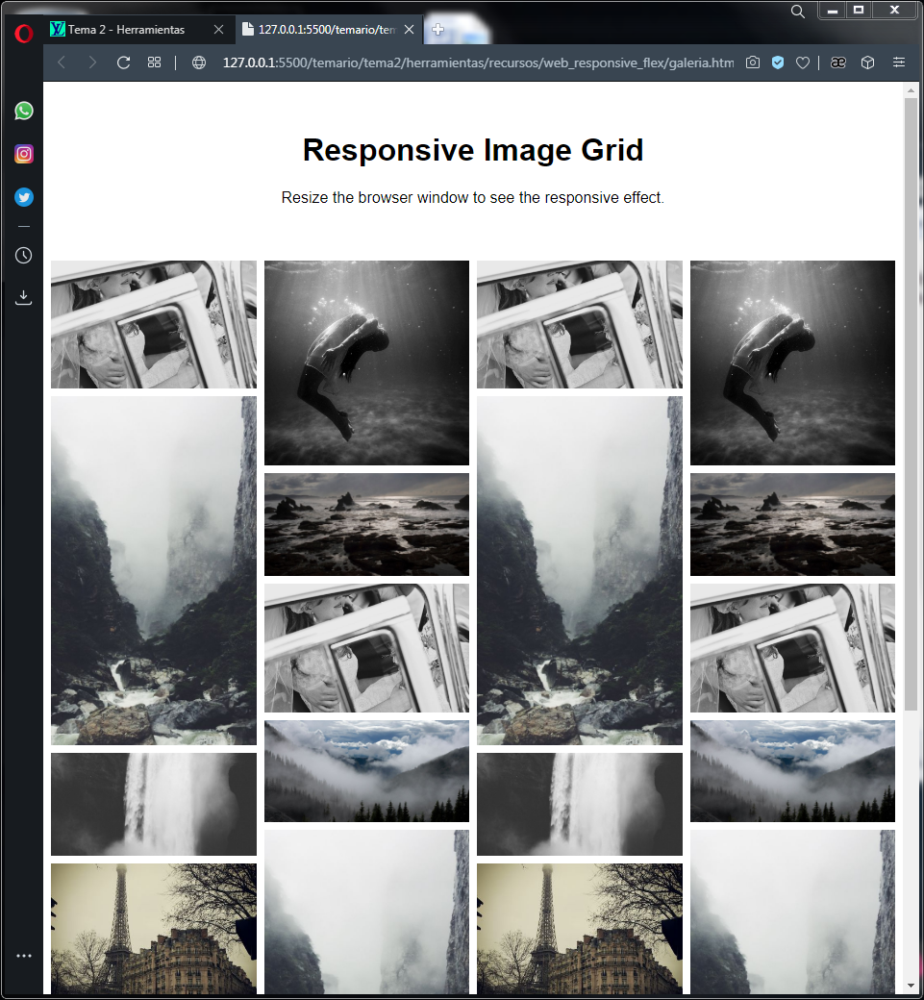 Tema 2 - Herramientas
127.0.0.1:5500/temario/ten
127.0.0.1:5500/temario/tema2/herramientas/recursos/web_responsive_flex/galeria.htm
Responsive Image Grid
Resize the browser window to see the responsive effect.